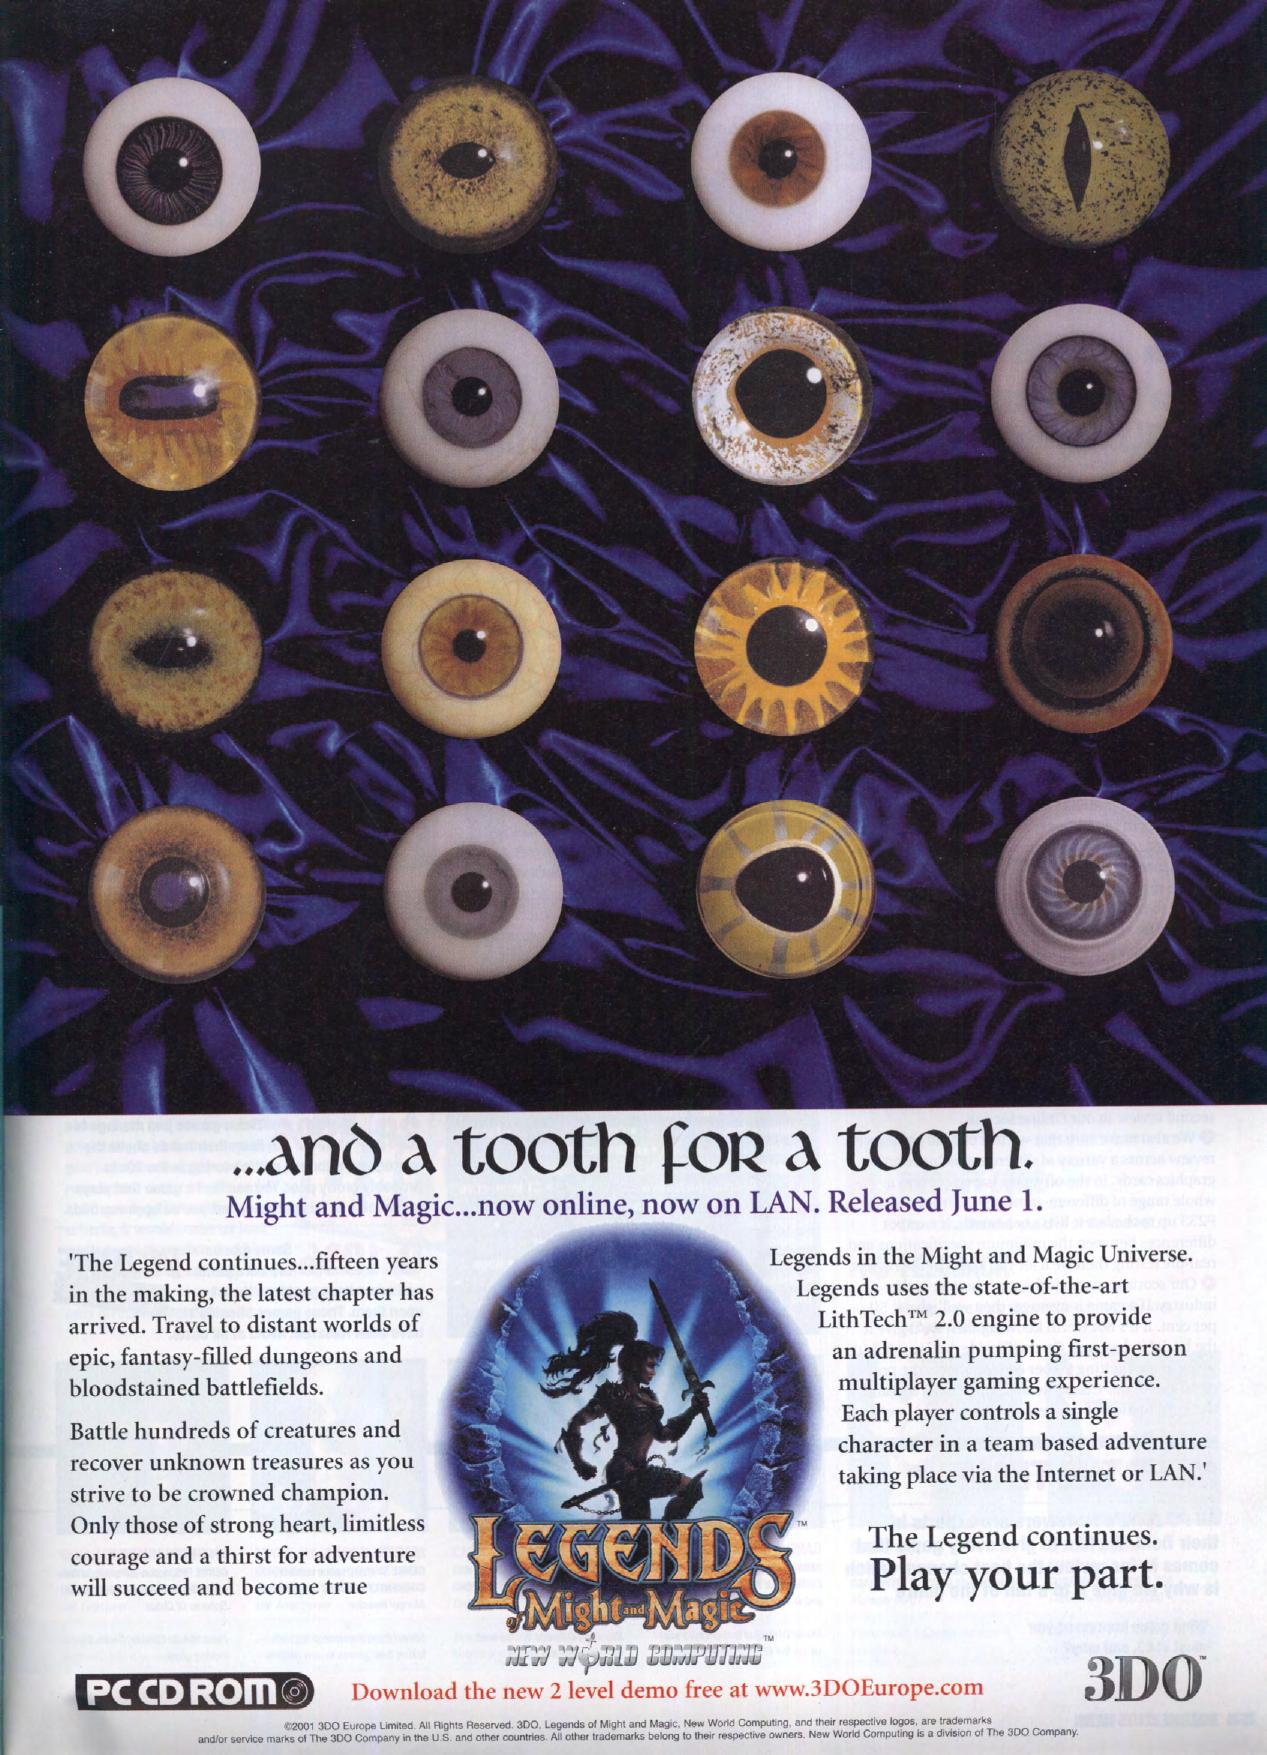 ...and a tooth for a tooth.
Might and Magic...now online, now on LAN. Released June 1.
'The Legend continues...fifteen years
in the making, the latest chapter has
arrived. Travel to distant worlds of
epic, fantasy-filled dungeons and
bloodstained battlefields.
Battle hundreds of creatures and
recover unknown treasures as you
strive to be crowned champion.
Only those of strong heart, limitless
courage and a thirst for adventure
will succeed and become true
LEGENDS™
of Might and Magic
NEW WORLD COMPUTING™
Legends in the Might and Magic Universe.
Legends uses the state-of-the-art
LithTech™ 2.0 engine to provide
an adrenalin pumping first-person
multiplayer gaming experience.
Each player controls a single
character in a team based adventure
taking place via the Internet or LAN.'
The Legend continues.
Play your part.
PC CD ROM
Download the new 2 level demo free at www.3DOEurope.com
3DO™
©2001 3DO Europe Limited. All Rights Reserved. 3DO, Legends of Might and Magic, New World Computing, and their respective logos, are trademarks
and/or service marks of The 3DO Company in the U.S. and other countries. All other trademarks belong to their respective owners. New World Computing is a division of The 3DO Company.